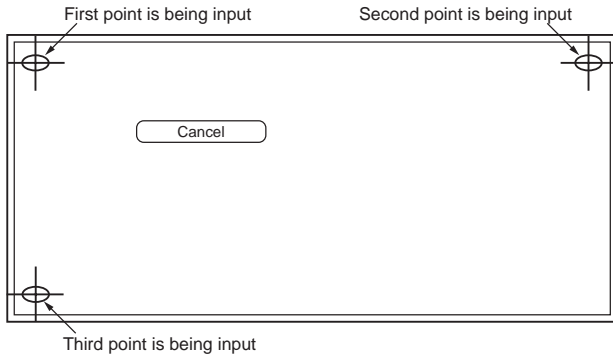 First point is being input
Second point is being input
Cancel
Third point is being input